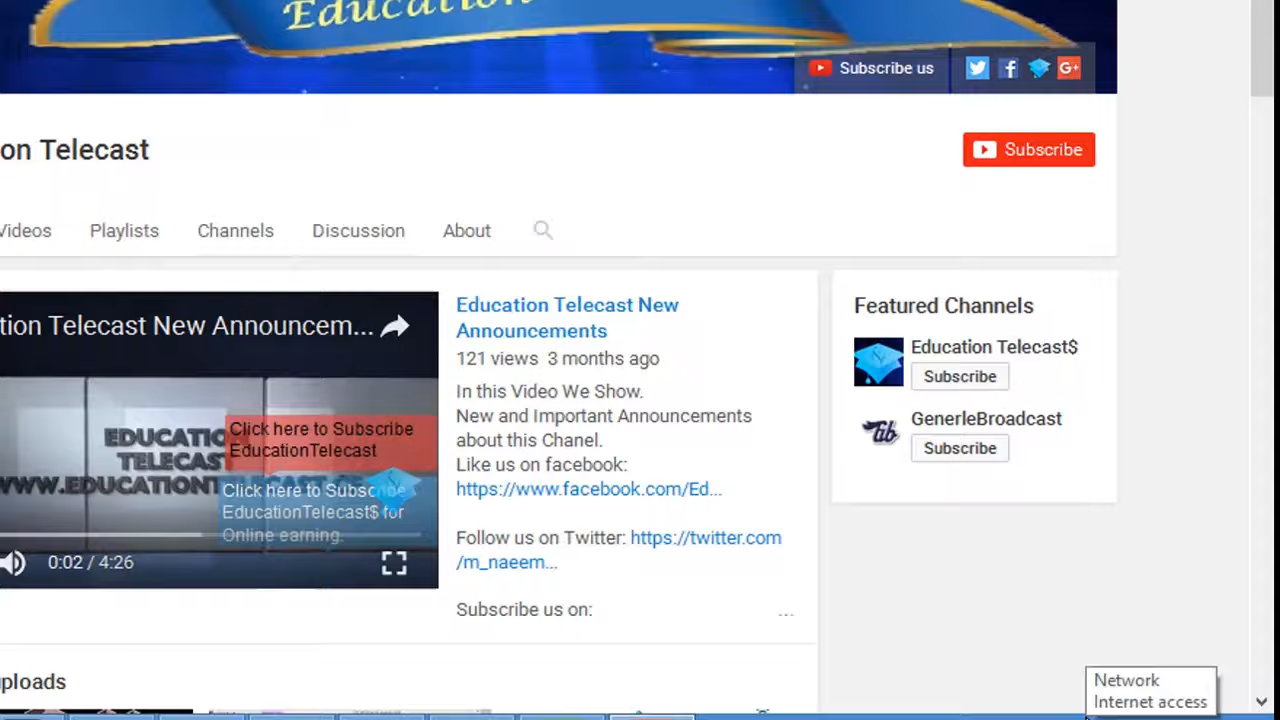 Education
Subscribe us
on Telecast
Subscribe
Videos Playlists Channels Discussion About
tion Telecast New Announcem...
EDUCATIO
TELECAST
WWW.EDUCATIONTELECAST.
Click here to Subscribe
EducationTelecast
Click here to Subscribe
EducationTelecast$ for
Online earning.
0:02 / 4:26
Education Telecast New
Announcements
121 views 3 months ago
In this Video We Show.
New and Important Announcements
about this Chanel.
Like us on facebook:
https://www.facebook.com/Ed...
Follow us on Twitter: https://twitter.com
/m_naeem...
Subscribe us on: ...
Featured Channels
Education Telecast$
Subscribe
GenerleBroadcast
Subscribe
ploads
Network
Internet access